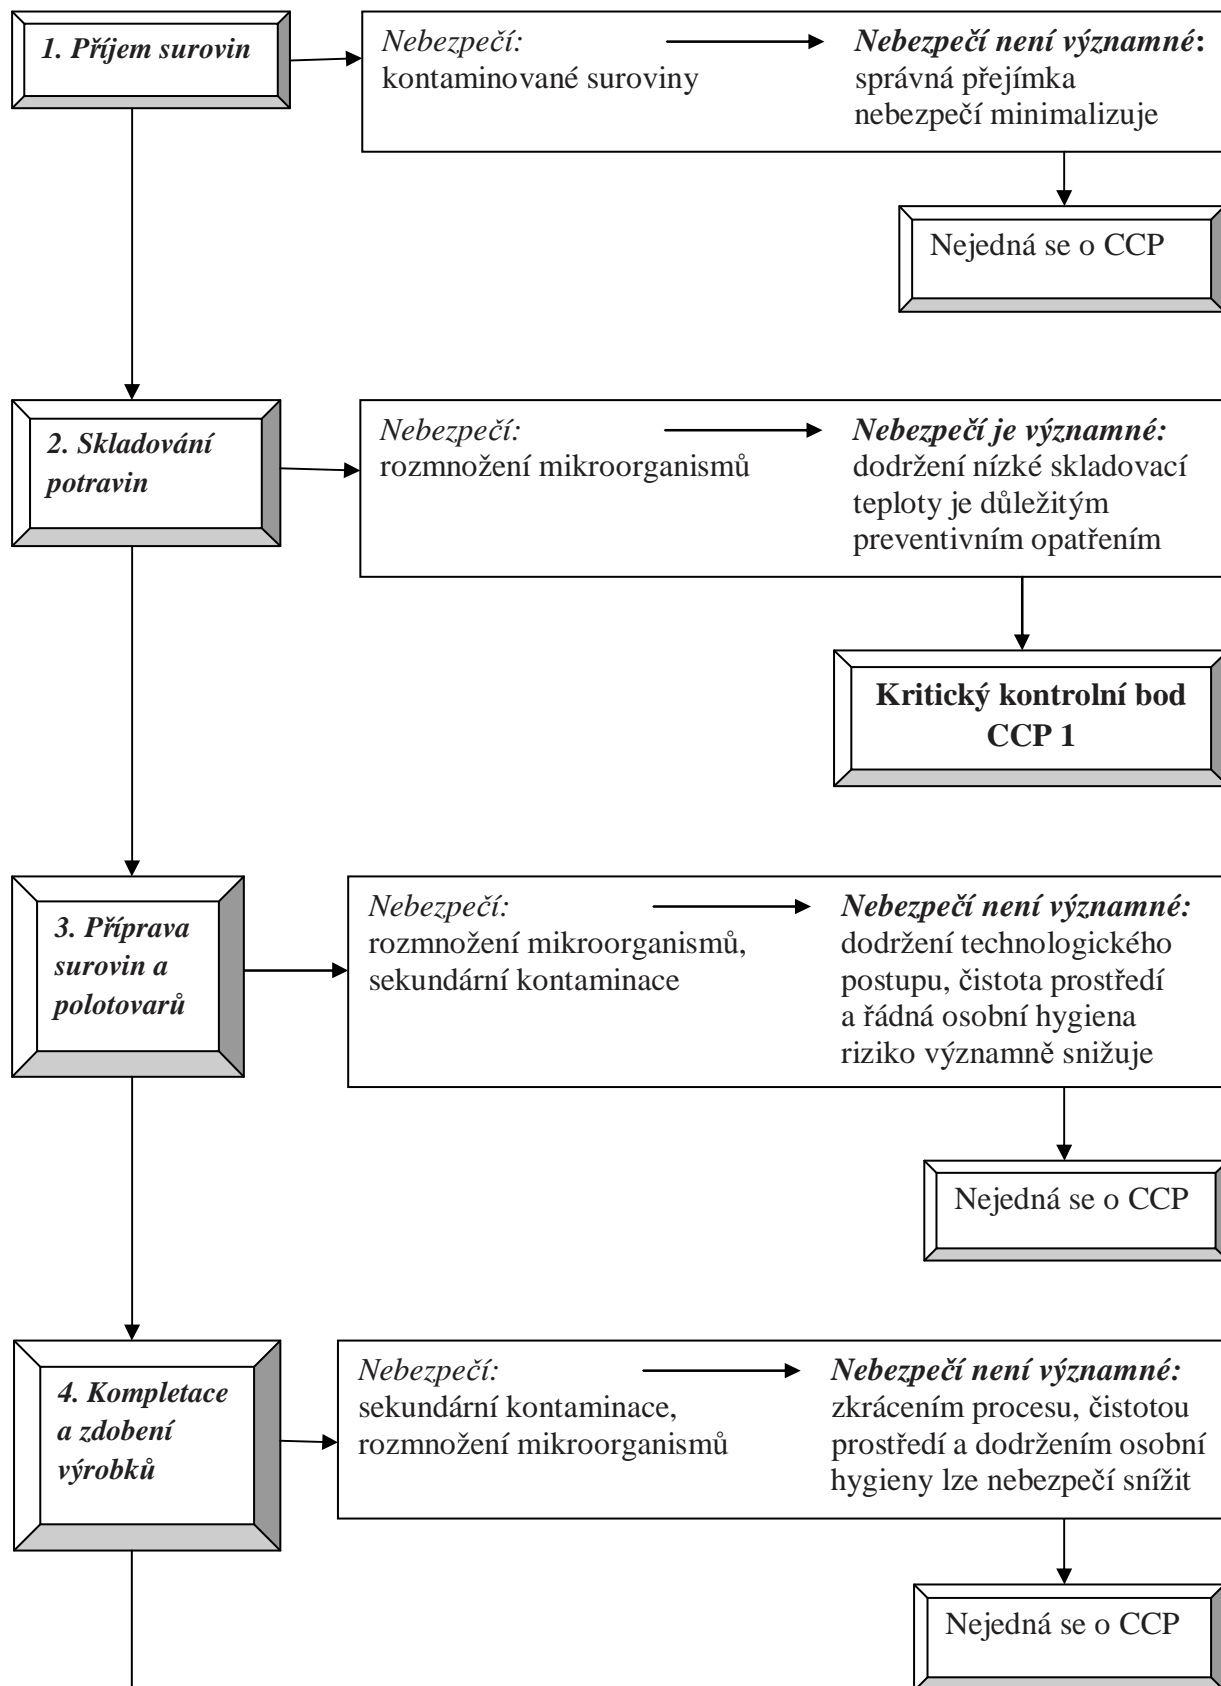 1. Příjem surovin
Nebezpečí:
kontaminované suroviny
Nebezpečí není významné:
správná přejímka
nebezpečí minimalizuje
Nejedná se o CCP
2. Skladování
potravin
Nebezpečí:
rozmnožení mikroorganismů
Nebezpečí je významné:
dodržení nízké skladovací
teploty je důležitým
preventivním opatřením
Kritický kontrolní bod
CCP 1
3. Příprava
surovin a
polotovarů
Nebezpečí:
rozmnožení mikroorganismů,
sekundární kontaminace
Nebezpečí není významné:
dodržení technologického
postupu, čistota prostředí
a řádná osobní hygiena
riziko významně snižuje
Nejedná se o CCP
4. Kompletace
a zdobení
výrobků
Nebezpečí:
sekundární kontaminace,
rozmnožení mikroorganismů
Nebezpečí není významné:
zkrácením procesu, čistotou
prostředí a dodržením osobní
hygieny lze nebezpečí snížit
Nejedná se o CCP